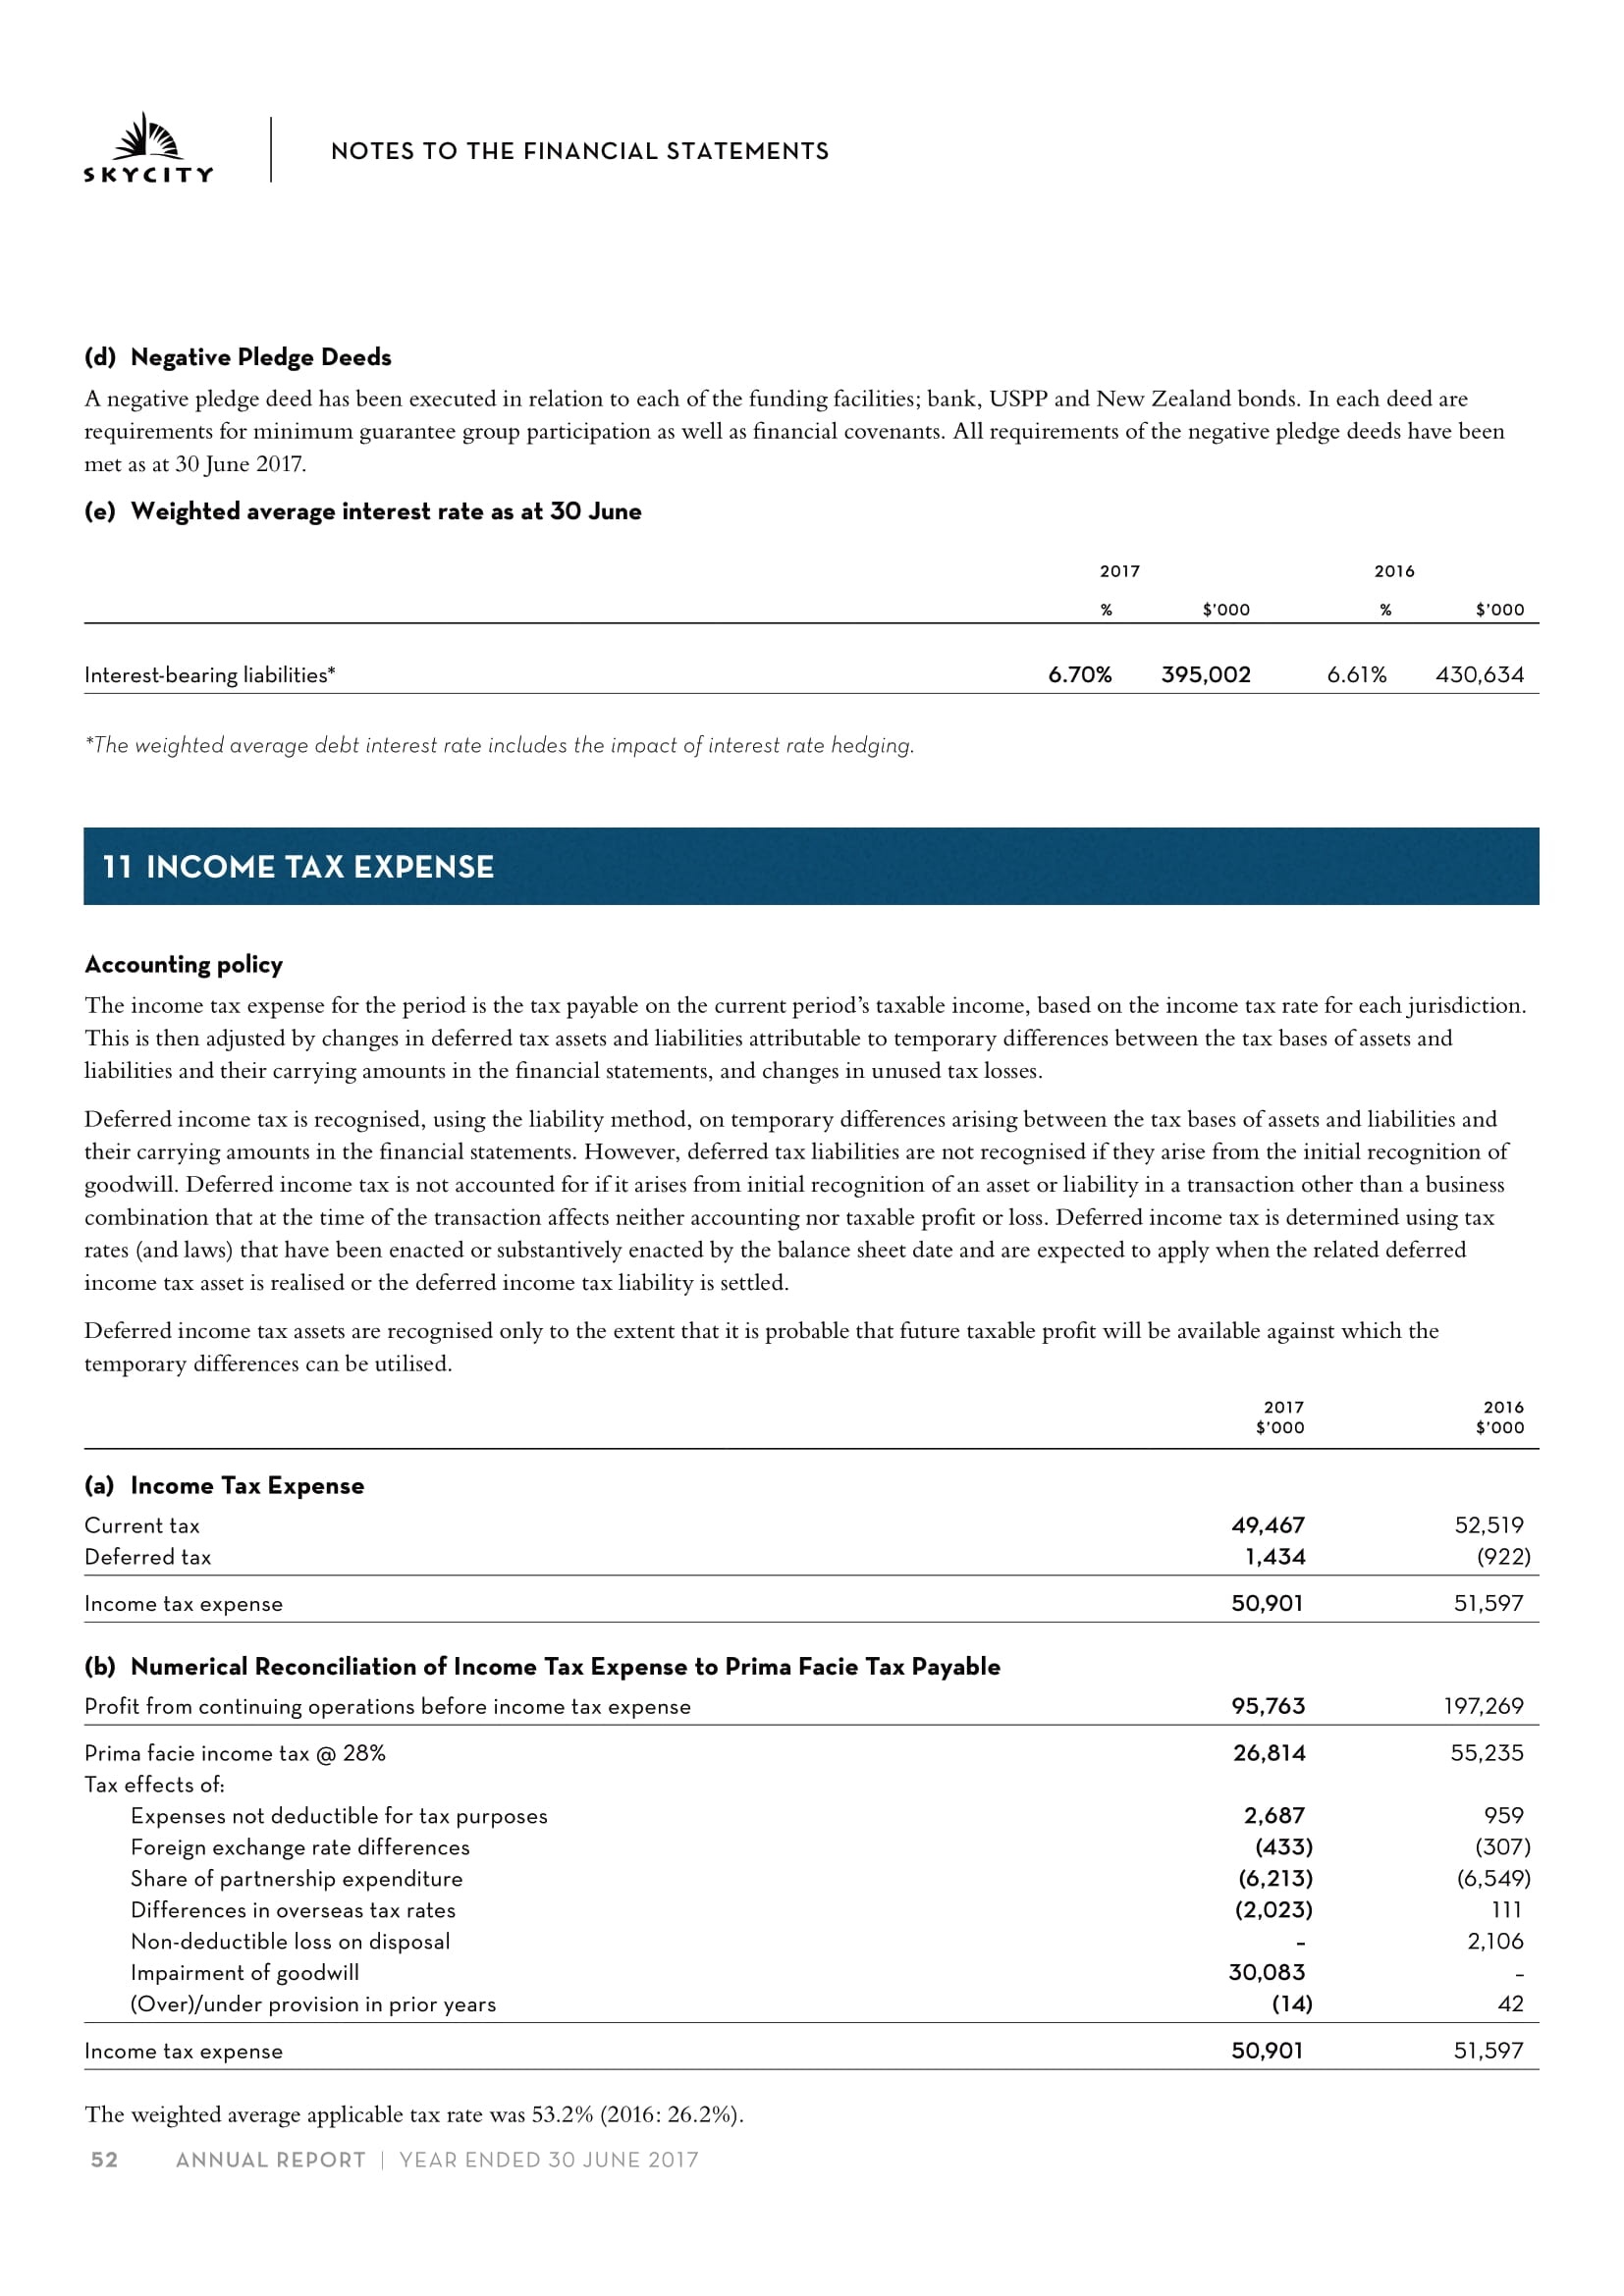 SKYCITY
NOTES TO THE FINANCIAL STATEMENTS
(d) Negative Pledge Deeds
A negative pledge deed has been executed in relation to each of the funding facilities; bank, USPP and New Zealand bonds. In each deed are
requirements for minimum guarantee group participation as well as financial covenants. All requirements of the negative pledge deeds have been
met as at 30 June 2017.
(e) Weighted average interest rate as at 30 June
2017 2016
% $'000 % $'000
Interest-bearing liabilities* 6.70% 395,002 6.61% 430,634
*The weighted average debt interest rate includes the impact of interest rate hedging.
11 INCOME TAX EXPENSE
Accounting policy
The income tax expense for the period is the tax payable on the current period's taxable income, based on the income tax rate for each jurisdiction.
This is then adjusted by changes in deferred tax assets and liabilities attributable to temporary differences between the tax bases of assets and
liabilities and their carrying amounts in the financial statements, and changes in unused tax losses.
Deferred income tax is recognised, using the liability method, on temporary differences arising between the tax bases of assets and liabilities and
their carrying amounts in the financial statements. However, deferred tax liabilities are not recognised if they arise from the initial recognition of
goodwill. Deferred income tax is not accounted for if it arises from initial recognition of an asset or liability in a transaction other than a business
combination that at the time of the transaction affects neither accounting nor taxable profit or loss. Deferred income tax is determined using tax
rates (and laws) that have been enacted or substantively enacted by the balance sheet date and are expected to apply when the related deferred
income tax asset is realised or the deferred income tax liability is settled.
Deferred income tax assets are recognised only to the extent that it is probable that future taxable profit will be available against which the
temporary differences can be utilised.
2017 2016
$'000 $'000
(a) Income Tax Expense
Current tax 49,467 52,519
Deferred tax 1,434 (922)
Income tax expense 50,901 51,597
(b) Numerical Reconciliation of Income Tax Expense to Prima Facie Tax Payable
Profit from continuing operations before income tax expense 95,763 197,269
Prima facie income tax @ 28% 26,814 55,235
Tax effects of:
Expenses not deductible for tax purposes 2,687 959
Foreign exchange rate differences (433) (307)
Share of partnership expenditure (6,213) (6,549)
Differences in overseas tax rates (2,023) 111
Non-deductible loss on disposal – 2,106
Impairment of goodwill 30,083 –
(Over)/under provision in prior years (14) 42
Income tax expense 50,901 51,597
The weighted average applicable tax rate was 53.2% (2016: 26.2%).
52 ANNUAL REPORT | YEAR ENDED 30 JUNE 2017